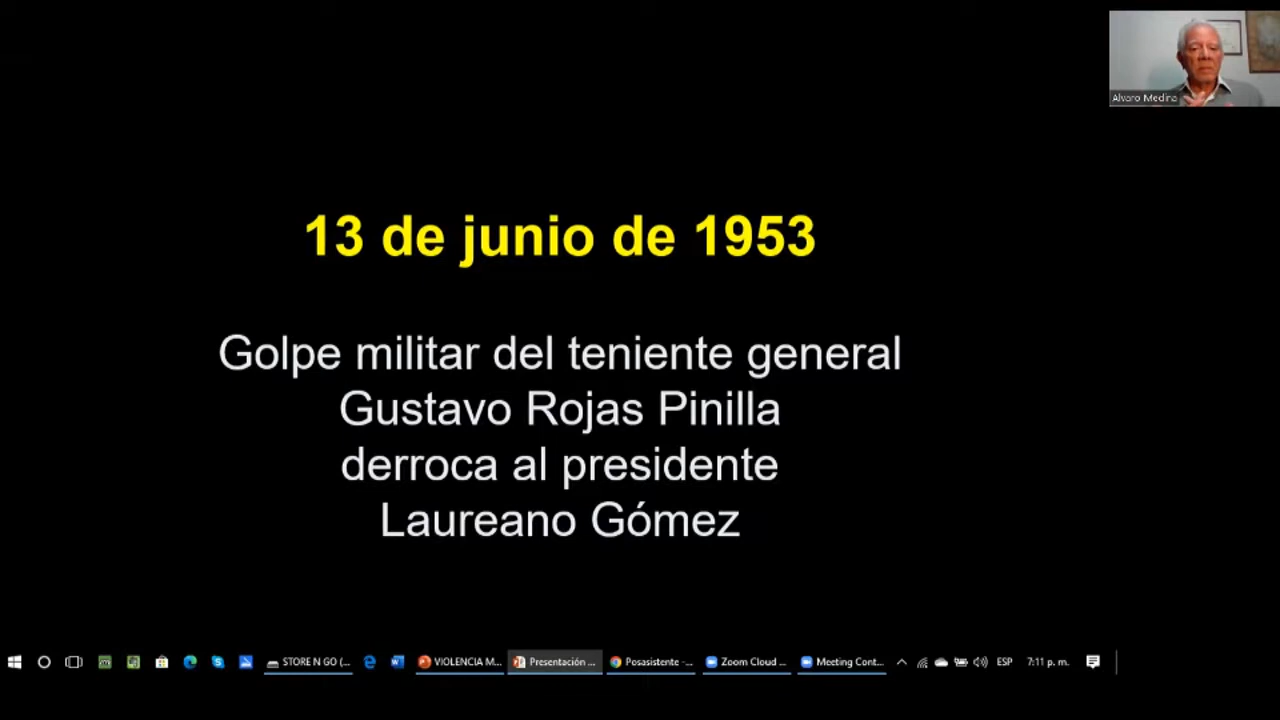 Alvaro Medina
13 de junio de 1953
Golpe militar del teniente general
Gustavo Rojas Pinilla
derroca al presidente
Laureano Gómez
STORE N GO (...
VIOLENCIA M...
Presentación ...
Posasistente -...
Zoom Cloud ...
Meeting Cont...
ESP
7:11 p. m.